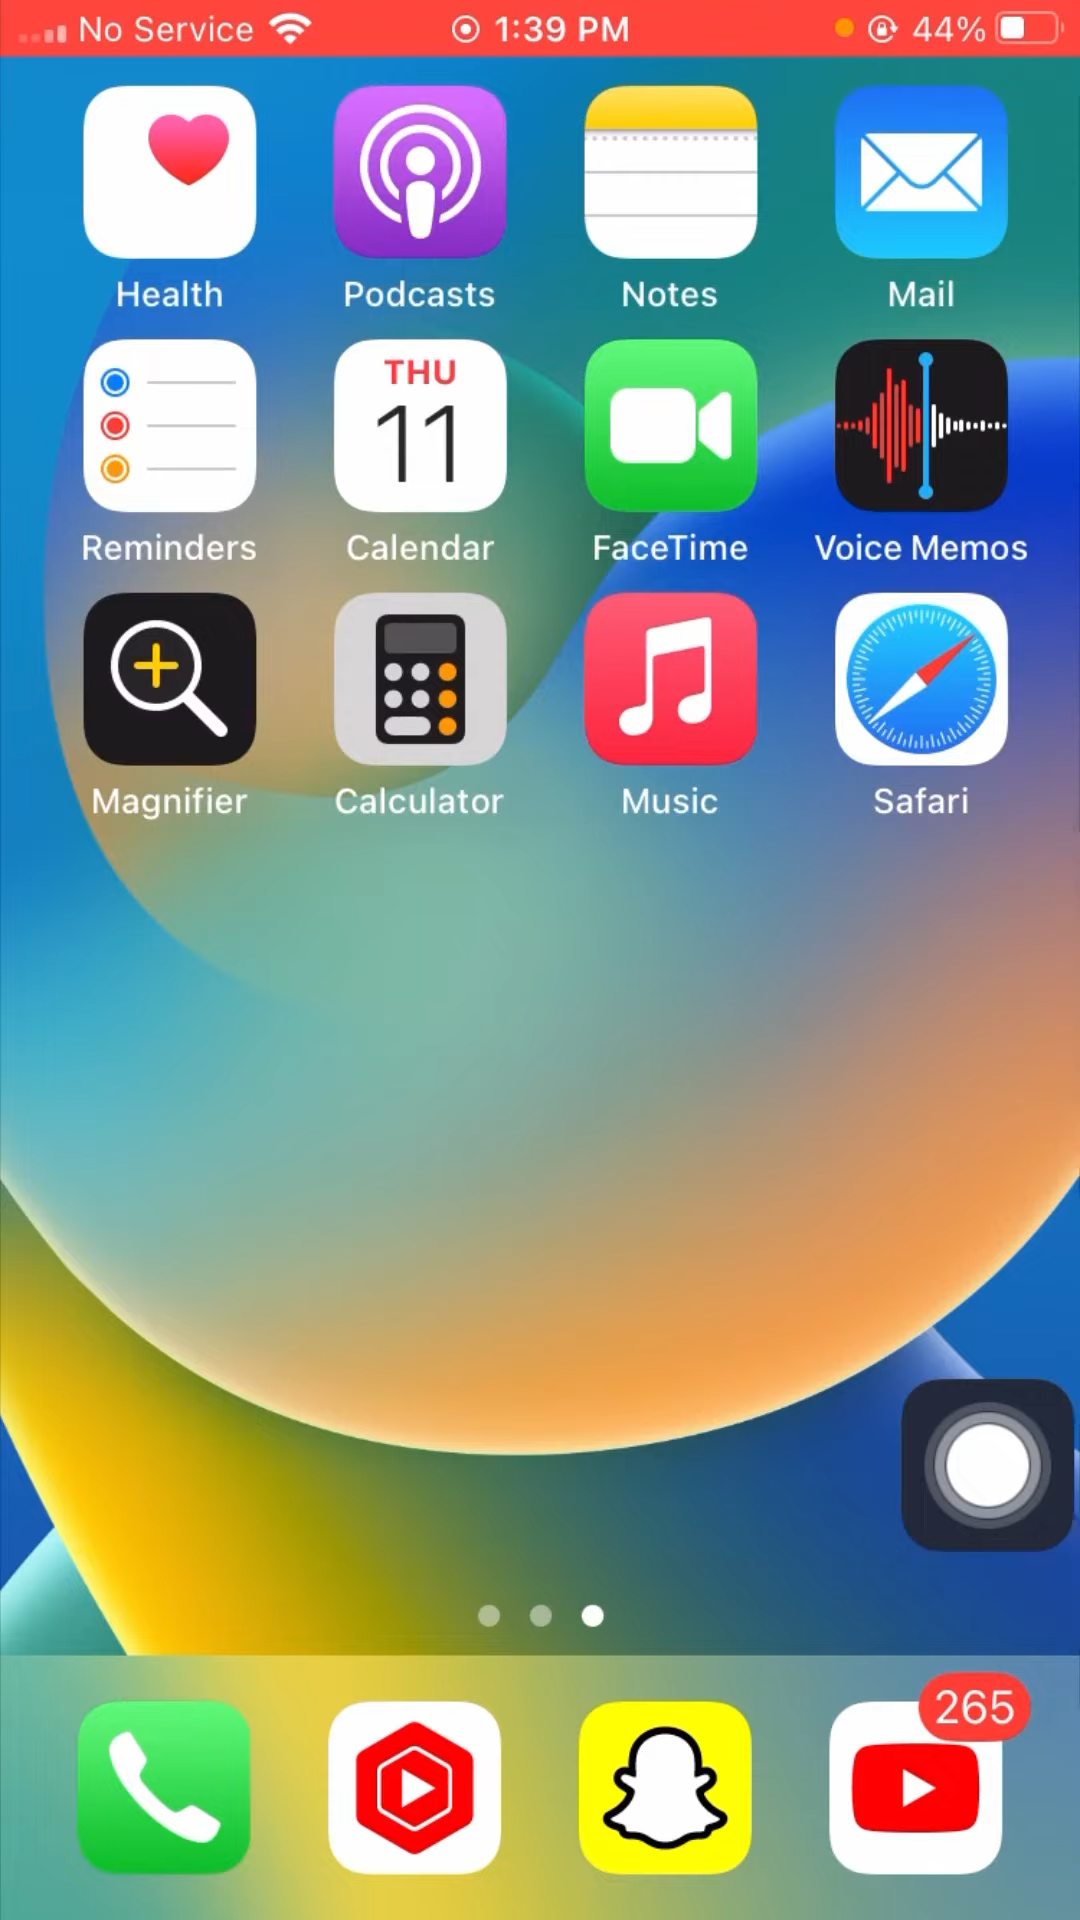 No Service 1:39 PM 44%
Health Podcasts Notes Mail
THU
11
Reminders Calendar FaceTime Voice Memos
Magnifier Calculator Music Safari
265